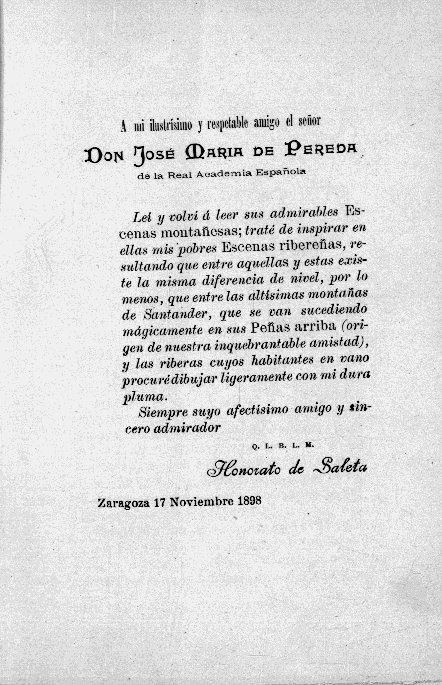 A mi ilustrísimo y respetable amigo el señor
DON JOSÉ MARIA DE PEREDA
de la Real Academia Española
Leí y volví á leer sus admirables Es-
cenas montañesas; traté de inspirar en
ellas mis pobres Escenas ribereñas, re-
sultando que entre aquellas y estas exis-
te la misma diferencia de nivel, por lo
menos, que entre las altísimas montañas
de Santander, que se van sucediendo
mágicamente en sus Peñas arriba (ori-
gen de nuestra inquebrantable amistad),
y las riberas cuyos habitantes en vano
procuré dibujar ligeramente con mi dura
pluma.
Siempre suyo afectísimo amigo y sin-
cero admirador
Q. L. B. L. M.
Honorato de Saleta
Zaragoza 17 Noviembre 1898